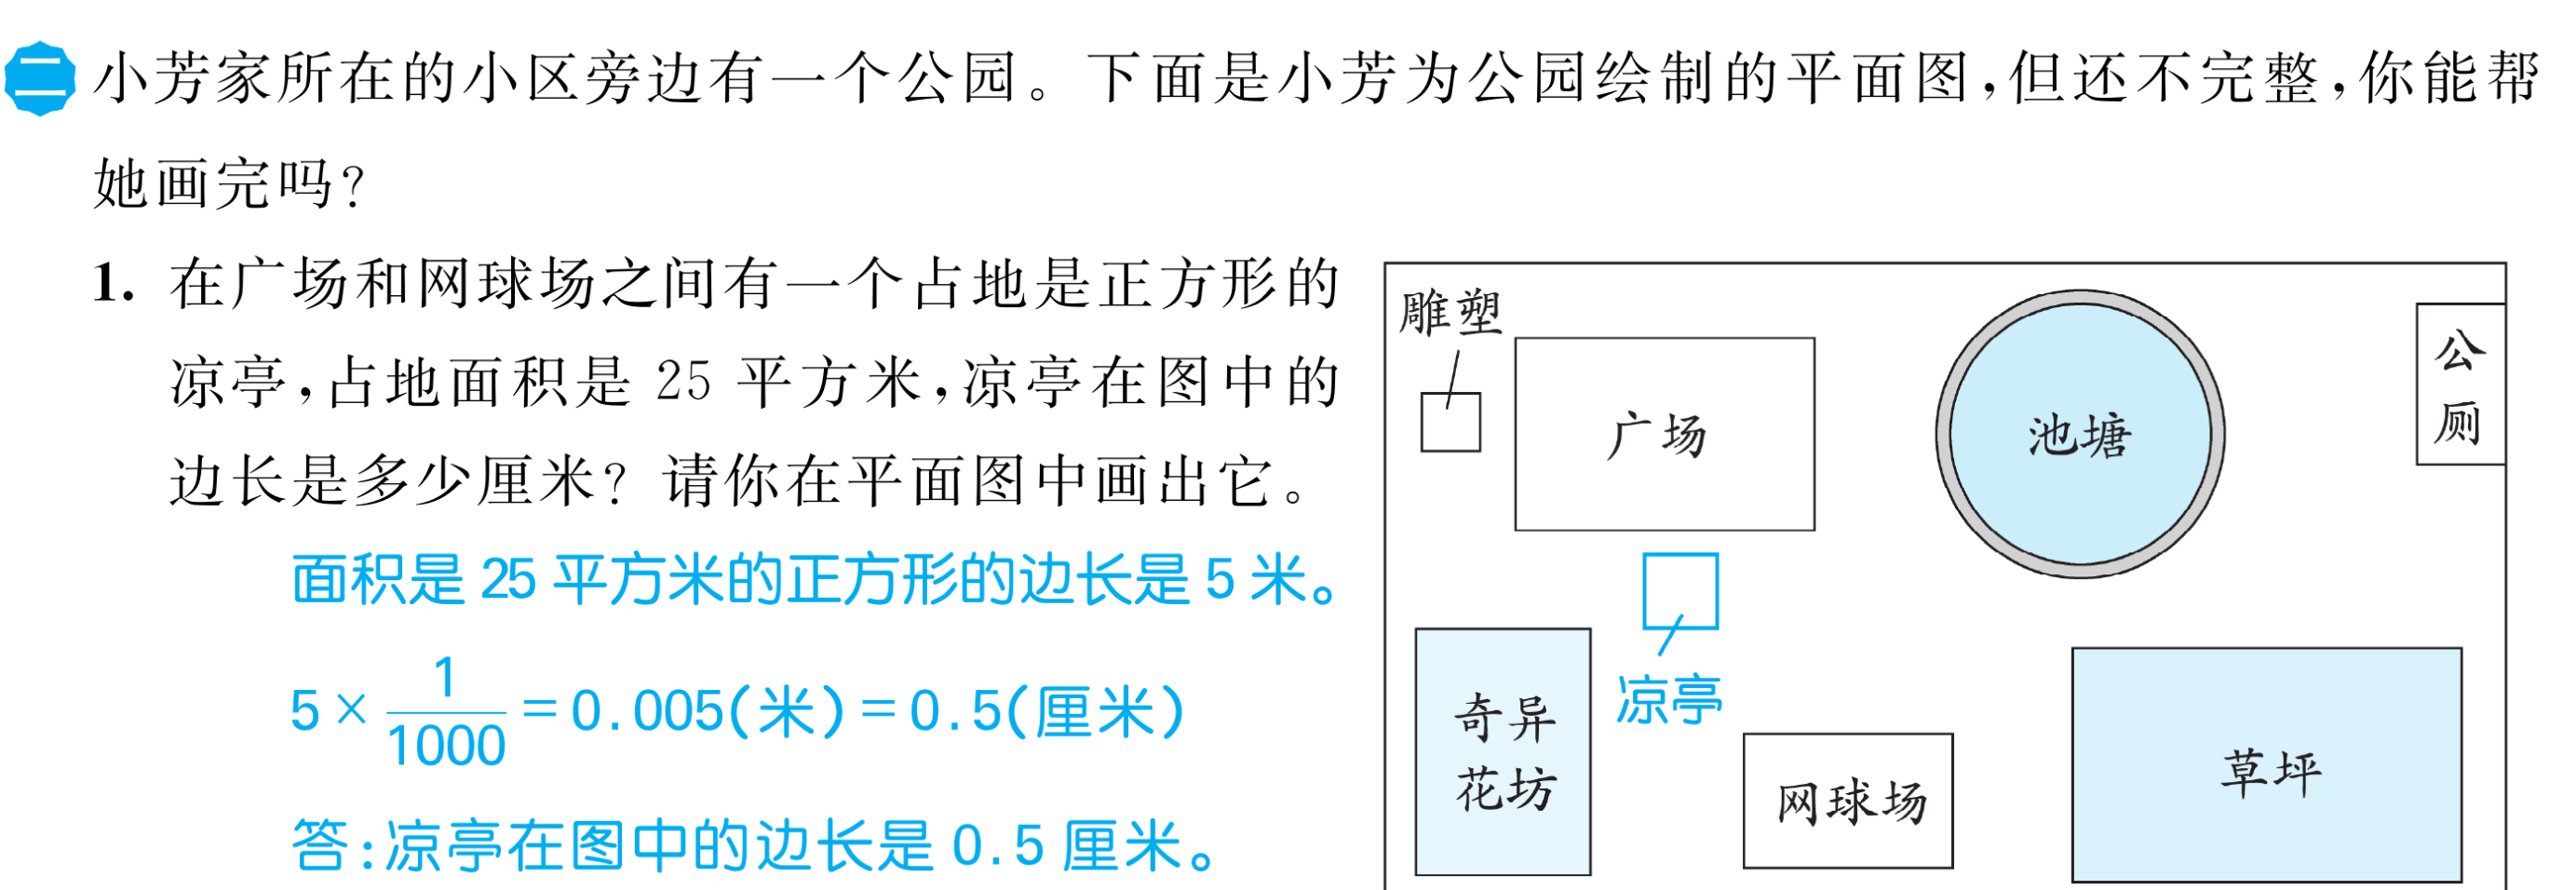 二 小芳家所在的小区旁边有一个公园。下面是小芳为公园绘制的平面图,但还不完整,你能帮
她画完吗?
1. 在广场和网球场之间有一个占地是正方形的
凉亭,占地面积是 25 平方米,凉亭在图中的
边长是多少厘米? 请你在平面图中画出它。
面积是 25 平方米的正方形的边长是 5 米。
5 × 1/1000 = 0.005(米) = 0.5(厘米)
答:凉亭在图中的边长是 0.5 厘米。
雕塑
广场
池塘
公
厕
凉亭
奇异
花坊
网球场
草坪